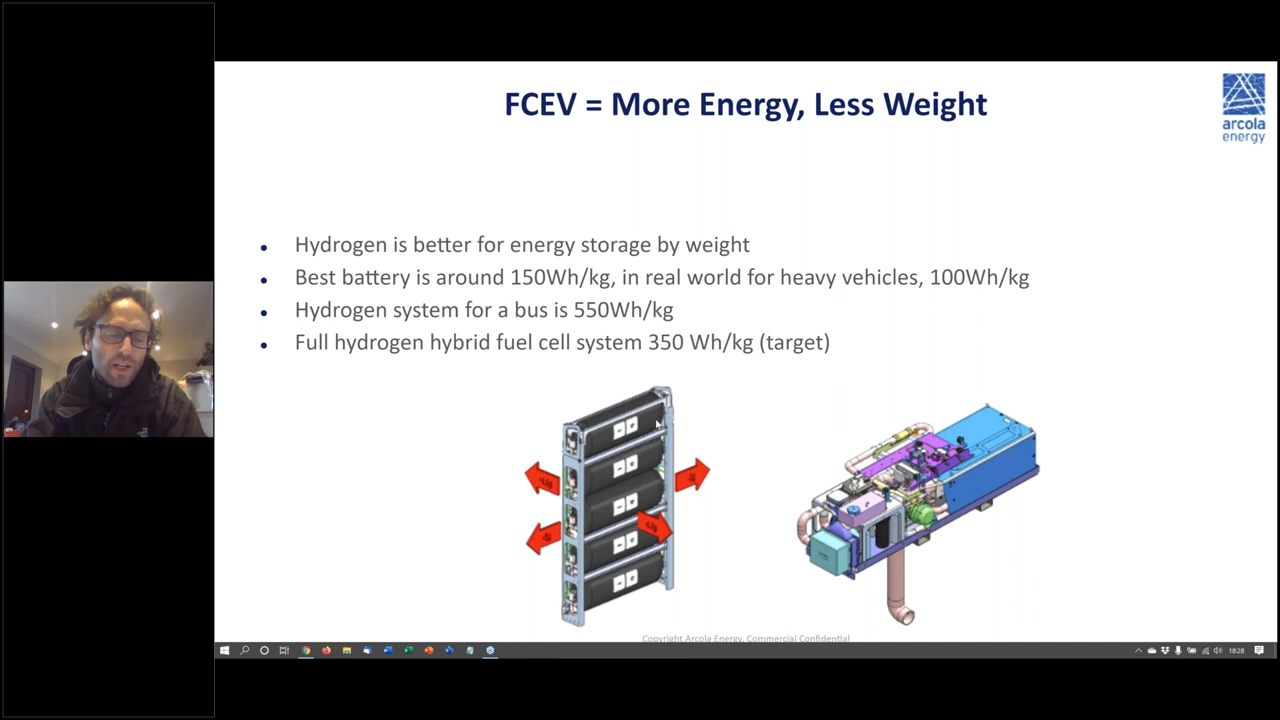 FCEV = More Energy, Less Weight
arcola
energy
Hydrogen is better for energy storage by weight
Best battery is around 150Wh/kg, in real world for heavy vehicles, 100Wh/kg
Hydrogen system for a bus is 550Wh/kg
Full hydrogen hybrid fuel cell system 350 Wh/kg (target)
Copyright Arcola Energy, Commercial Confidential
18:28